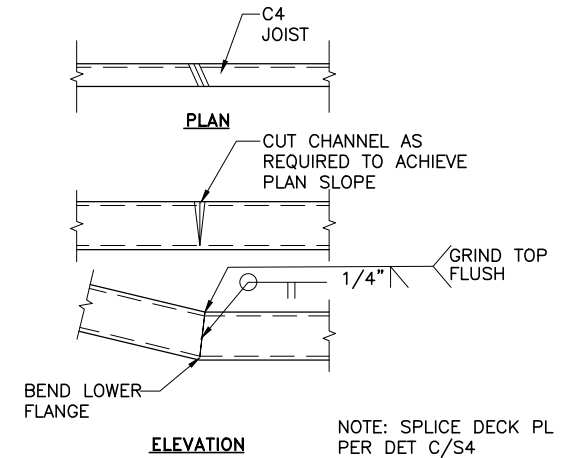 C4
JOIST
PLAN
CUT CHANNEL AS
REQUIRED TO ACHIEVE
PLAN SLOPE
GRIND TOP
FLUSH
1/4"
BEND LOWER
FLANGE
ELEVATION
NOTE: SPLICE DECK PL
PER DET C/S4